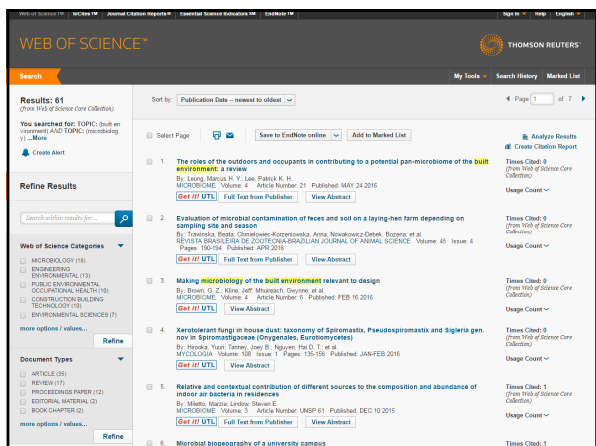 Web of Science™ InCites™ Journal Citation Reports® Essential Science Indicators℠ EndNote™ Sign In Help English
WEB OF SCIENCE™ THOMSON REUTERS™
Search My Tools Search History Marked List
Results: 61
(from Web of Science Core Collection)
You searched for: TOPIC: (built en
vironment) AND TOPIC: (microbiolog
y) ...More
Create Alert
Refine Results
Search within results for...
Web of Science Categories
MICROBIOLOGY (18)
ENGINEERING
ENVIRONMENTAL (13)
PUBLIC ENVIRONMENTAL
OCCUPATIONAL HEALTH (10)
CONSTRUCTION BUILDING
TECHNOLOGY (10)
ENVIRONMENTAL SCIENCES (7)
more options / values...
Refine
Document Types
ARTICLE (35)
REVIEW (17)
PROCEEDINGS PAPER (12)
EDITORIAL MATERIAL (2)
BOOK CHAPTER (2)
more options / values...
Refine
Sort by: Publication Date -- newest to oldest
Page 1 of 7
Select Page Save to EndNote online Add to Marked List
Analyze Results
Create Citation Report
1. The roles of the outdoors and occupants in contributing to a potential pan-microbiome of the built
environment: a review
By: Leung, Marcus H. Y.; Lee, Patrick K. H.
MICROBIOME Volume: 4 Article Number: 21 Published: MAY 24 2016
Get It! UTL Full Text from Publisher View Abstract
Times Cited: 0
(from Web of Science Core
Collection)
Usage Count
2. Evaluation of microbial contamination of feces and soil on a laying-hen farm depending on
sampling site and season
By: Trawinska, Beata; Chmielowiec-Korzeniowska, Anna; Nowakowicz-Debek, Bozena; et al.
REVISTA BRASILEIRA DE ZOOTECNIA-BRAZILIAN JOURNAL OF ANIMAL SCIENCE Volume: 45 Issue: 4
Pages: 190-194 Published: APR 2016
Get It! UTL Full Text from Publisher View Abstract
Times Cited: 0
(from Web of Science Core
Collection)
Usage Count
3. Making microbiology of the built environment relevant to design
By: Brown, G. Z.; Kline, Jeff; Mhuireach, Gwynne; et al.
MICROBIOME Volume: 4 Article Number: 6 Published: FEB 16 2016
Get It! UTL View Abstract
Times Cited: 0
(from Web of Science Core
Collection)
Usage Count
4. Xerotolerant fungi in house dust: taxonomy of Spiromastix, Pseudospiromastix and Sigleria gen.
nov in Spiromastigaceae (Onygenales, Eurotiomycetes)
By: Hirooka, Yuuri; Tanney, Joey B.; Nguyen, Hai D. T.; et al.
MYCOLOGIA Volume: 108 Issue: 1 Pages: 135-156 Published: JAN-FEB 2016
Get It! UTL View Abstract
Times Cited: 0
(from Web of Science Core
Collection)
Usage Count
5. Relative and contextual contribution of different sources to the composition and abundance of
indoor air bacteria in residences
By: Miletto, Marzia; Lindow, Steven E.
MICROBIOME Volume: 3 Article Number: UNSP 61 Published: DEC 10 2015
Get It! UTL Full Text from Publisher View Abstract
Times Cited: 1
(from Web of Science Core
Collection)
Usage Count
6. Microbial biogeography of a university campus
Times Cited: 1